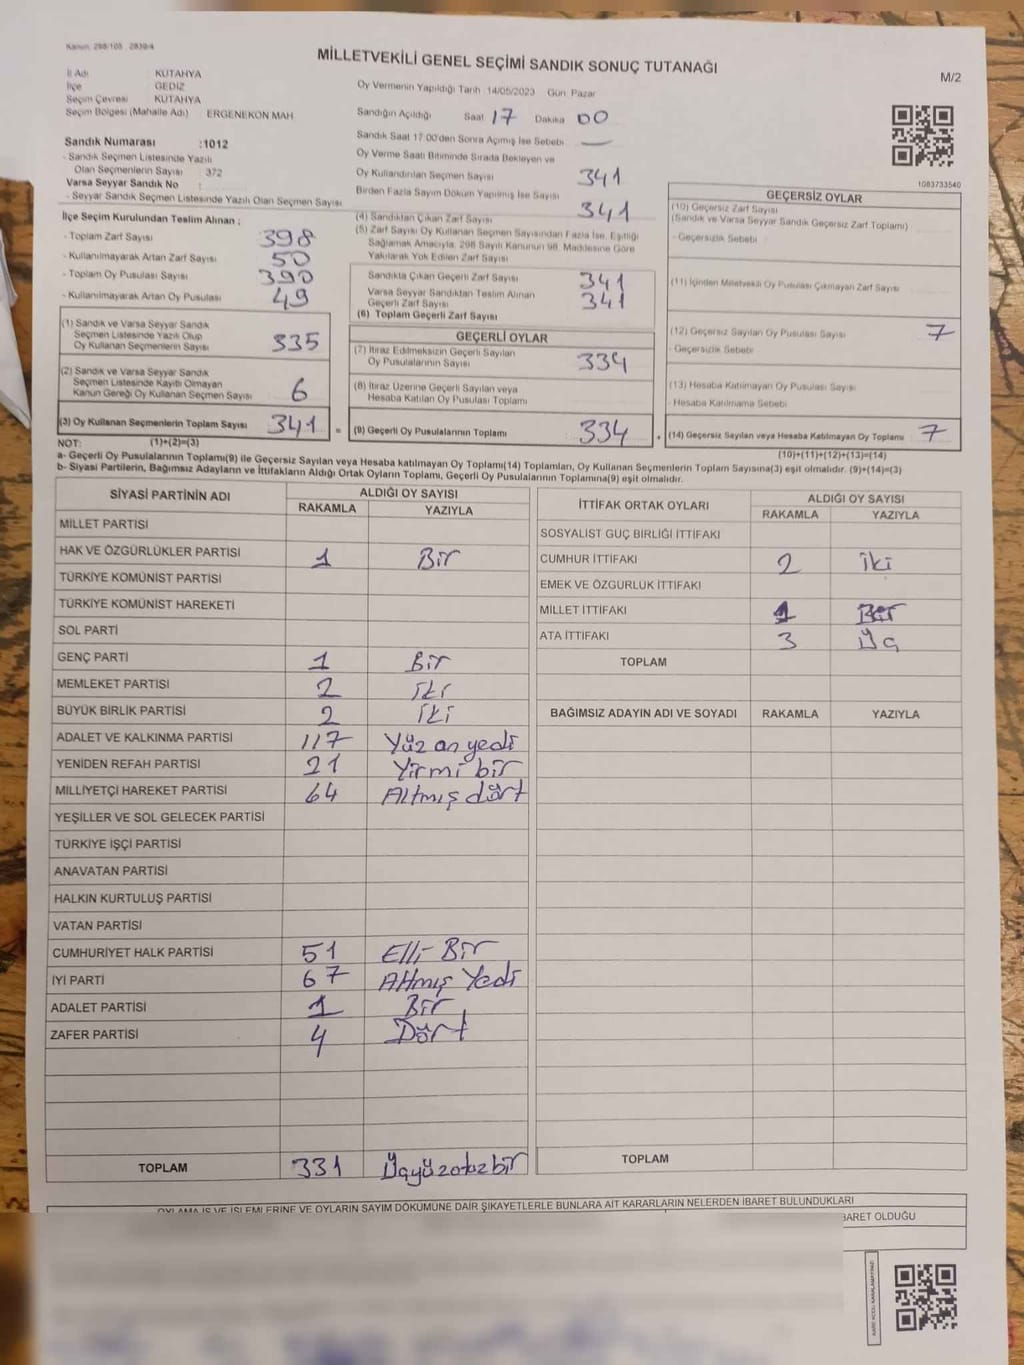 Kanun: 298/105 , 2839/4
MİLLETVEKİLİ GENEL SEÇİMİ SANDIK SONUÇ TUTANAĞI
M/2
İl Adı KÜTAHYA
İlçe GEDİZ
Seçim Çevresi KÜTAHYA
Seçim Bölgesi (Mahalle Adı) ERGENEKON MAH
Sandık Numarası :1012
- Sandık Seçmen Listesinde Yazılı
Olan Seçmenlerin Sayısı : 372
Varsa Seyyar Sandık No :
- Seyyar Sandık Seçmen Listesinde Yazılı Olan Seçmen Sayısı
Oy Vermenin Yapıldığı Tarih 14/05/2023 Gün: Pazar
Sandığın Açıldığı Saat 17 Dakika 00
Sandık Saat 17.00'den Sonra Açılmış İse Sebebi —
Oy Verme Saati Bitiminde Sırada Bekleyen ve
Oy Kullandırılan Seçmen Sayısı 341
Birden Fazla Sayım Döküm Yapılmış İse Sayısı
1083733540
İlçe Seçim Kurulundan Teslim Alınan ;
- Toplam Zarf Sayısı 398
- Kullanılmayarak Artan Zarf Sayısı 50
- Toplam Oy Pusulası Sayısı 390
- Kullanılmayarak Artan Oy Pusulası 49
(1) Sandık ve Varsa Seyyar Sandık
Seçmen Listesinde Yazılı Olup
Oy Kullanan Seçmenlerin Sayısı 335
(2) Sandık ve Varsa Seyyar Sandık
Seçmen Listesinde Kayıtlı Olmayan
Kanun Gereği Oy Kullanan Seçmen Sayısı 6
(3) Oy Kullanan Seçmenlerin Toplam Sayısı 341 =
(4) Sandıktan Çıkan Zarf Sayısı 341
(5) Zarf Sayısı Oy Kullanan Seçmen Sayısından Fazla İse, Eşitliği
Sağlamak Amacıyla, 298 Sayılı Kanunun 98. Maddesine Göre
Yakılarak Yok Edilen Zarf Sayısı
Sandıkta Çıkan Geçerli Zarf Sayısı 341
Varsa Seyyar Sandıktan Teslim Alınan
Geçerli Zarf Sayısı 341
(6) Toplam Geçerli Zarf Sayısı
GEÇERLİ OYLAR
(7) İtiraz Edilmeksizin Geçerli Sayılan
Oy Pusulalarının Sayısı 334
(8) İtiraz Üzerine Geçerli Sayılan veya
Hesaba Katılan Oy Pusulası Toplamı
(9) Geçerli Oy Pusulalarının Toplamı 334 +
GEÇERSİZ OYLAR
(10) Geçersiz Zarf Sayısı
(Sandık ve Varsa Seyyar Sandık Geçersiz Zarf Toplamı)
- Geçersizlik Sebebi
(11) İçinden Milletvekili Oy Pusulası Çıkmayan Zarf Sayısı
(12) Geçersiz Sayılan Oy Pusulası Sayısı 7
- Geçersizlik Sebebi
(13) Hesaba Katılmayan Oy Pusulası Sayısı
- Hesaba Katılmama Sebebi
(14) Geçersiz Sayılan veya Hesaba Katılmayan Oy Toplamı 7
NOT: (1)+(2)=(3) (10)+(11)+(12)+(13)=(14)
a- Geçerli Oy Pusulalarının Toplamı(9) ile Geçersiz Sayılan veya Hesaba katılmayan Oy Toplamı(14) Toplamları, Oy Kullanan Seçmenlerin Toplam Sayısına(3) eşit olmalıdır. (9)+(14)=(3)
b- Siyasi Partilerin, Bağımsız Adayların ve İttifakların Aldığı Ortak Oyların Toplamı, Geçerli Oy Pusulalarının Toplamına(9) eşit olmalıdır.
SİYASİ PARTİNİN ADI ALDIĞI OY SAYISI
RAKAMLA YAZIYLA
MİLLET PARTİSİ
HAK VE ÖZGÜRLÜKLER PARTİSİ 1 Bir
TÜRKİYE KOMÜNİST PARTİSİ
TÜRKİYE KOMÜNİST HAREKETİ
SOL PARTİ
GENÇ PARTİ 1 Bir
MEMLEKET PARTİSİ 2 iki
BÜYÜK BİRLİK PARTİSİ 2 iki
ADALET VE KALKINMA PARTİSİ 117 Yüz on yedi
YENİDEN REFAH PARTİSİ 21 Yirmi bir
MİLLİYETÇİ HAREKET PARTİSİ 64 Altmış dört
YEŞİLLER VE SOL GELECEK PARTİSİ
TÜRKİYE İŞÇİ PARTİSİ
ANAVATAN PARTİSİ
HALKIN KURTULUŞ PARTİSİ
VATAN PARTİSİ
CUMHURİYET HALK PARTİSİ 51 Elli-Bir
İYİ PARTİ 67 Altmış Yedi
ADALET PARTİSİ 1 Bir
ZAFER PARTİSİ 4 Dört
TOPLAM 331 Üçyüzotuzbir
İTTİFAK ORTAK OYLARI ALDIĞI OY SAYISI
RAKAMLA YAZIYLA
SOSYALİST GÜÇ BİRLİĞİ İTTİFAKI
CUMHUR İTTİFAKI 2 iki
EMEK VE ÖZGÜRLÜK İTTİFAKI
MİLLET İTTİFAKI 1 Bir
ATA İTTİFAKI 3 Üç
TOPLAM
BAĞIMSIZ ADAYIN ADI VE SOYADI RAKAMLA YAZIYLA
TOPLAM
OYLAMA İŞ VE İŞLEMLERİNE VE OYLARIN SAYIM DÖKÜMÜNE DAİR ŞİKAYETLERLE BUNLARA AİT KARARLARIN NELERDEN İBARET BULUNDUKLARI
BARET OLDUĞU